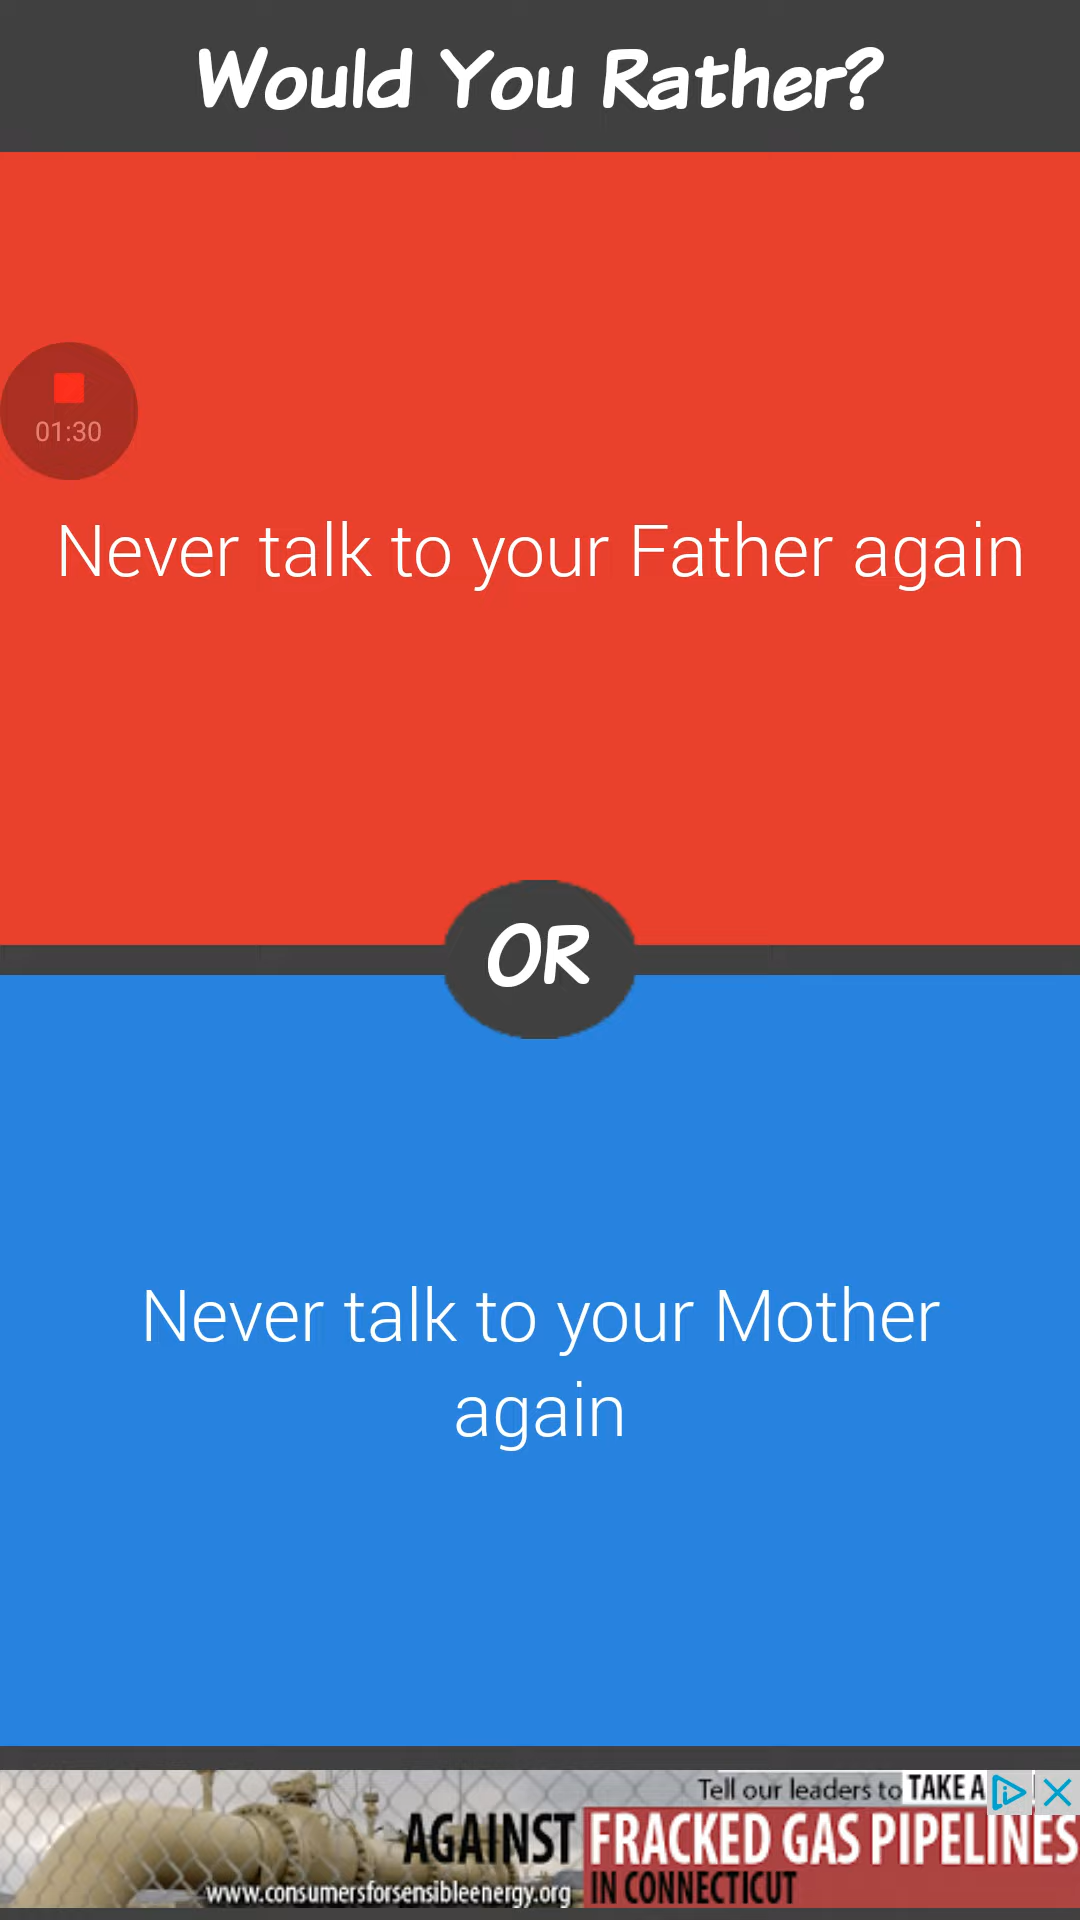 Would You Rather?
01:30
Never talk to your Father again
OR
Never talk to your Mother
again
Tell our leaders to TAKE A
AGAINST FRACKED GAS PIPELINES
www.consumersforsensibleenergy.org IN CONNECTICUT